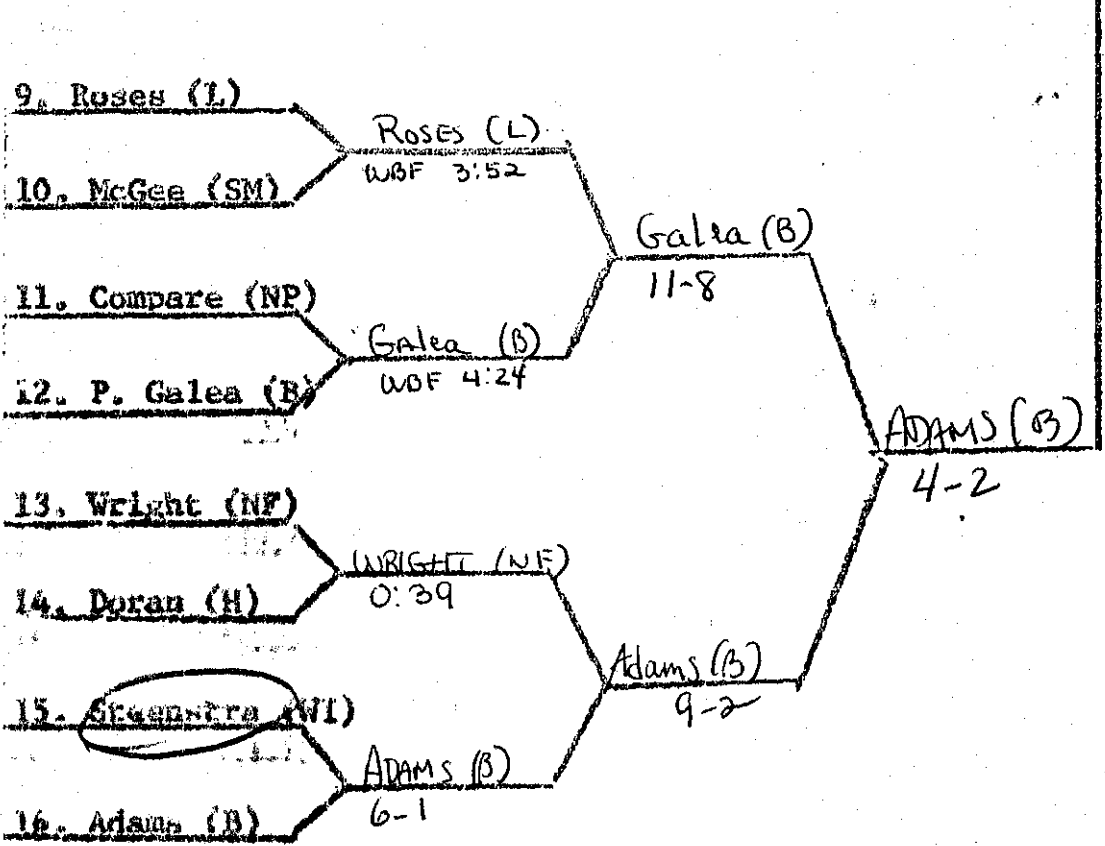 9. Roses (L)
ROSES (L)
WBF 3:52
10. McGee (SM)
Galea (B)
11-8
11. Compare (NP)
GAlea (B)
WBF 4:24
12. P. Galea (B)
ADAMS (B)
4-2
13. Wright (NF)
WRIGHT (NF)
0:39
14. Doran (H)
Adams (B)
9-2
15. (WI)
ADAMS (B)
6-1
16. Adams (B)